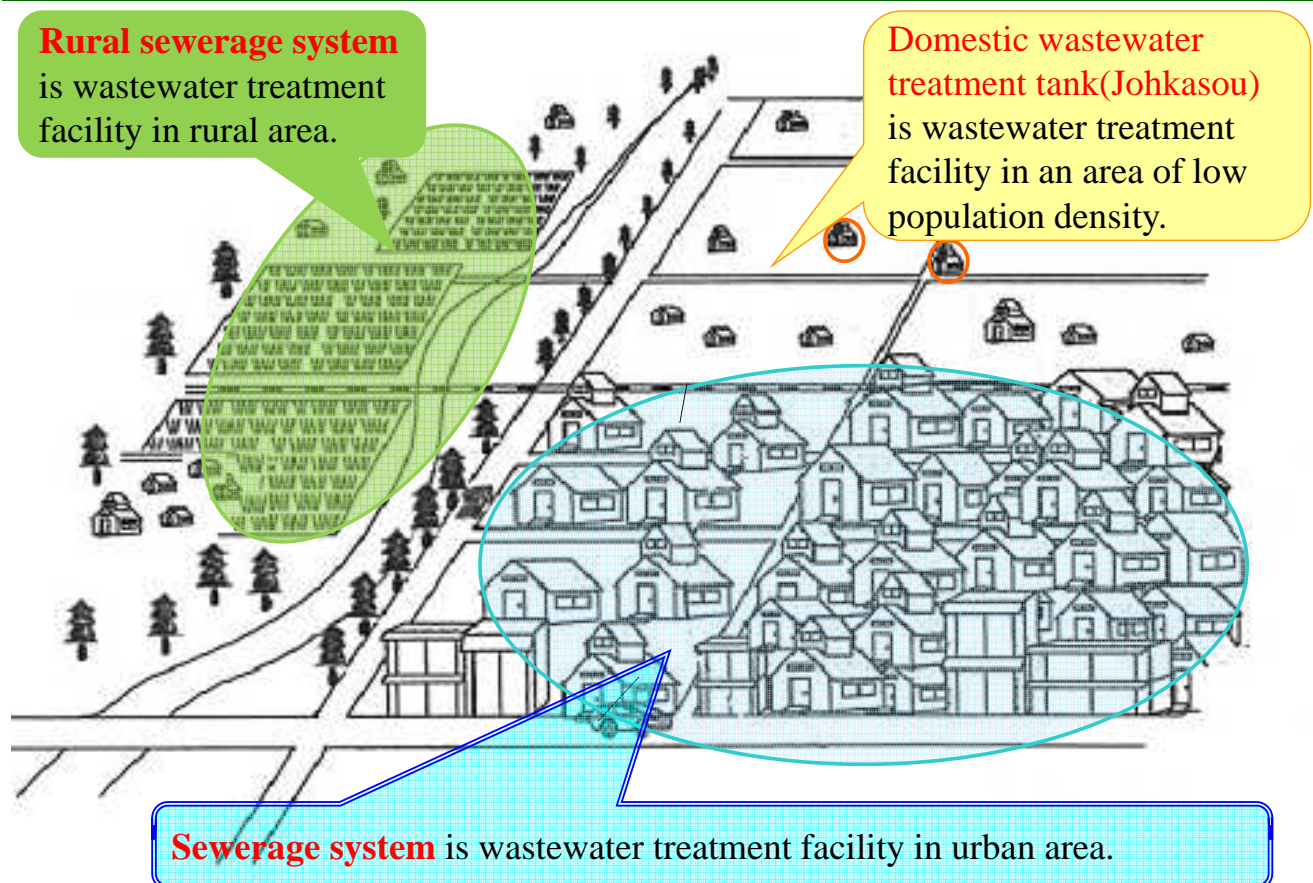 Rural sewerage system
is wastewater treatment
facility in rural area.
Domestic wastewater
treatment tank(Johkasou)
is wastewater treatment
facility in an area of low
population density.
Sewerage system is wastewater treatment facility in urban area.